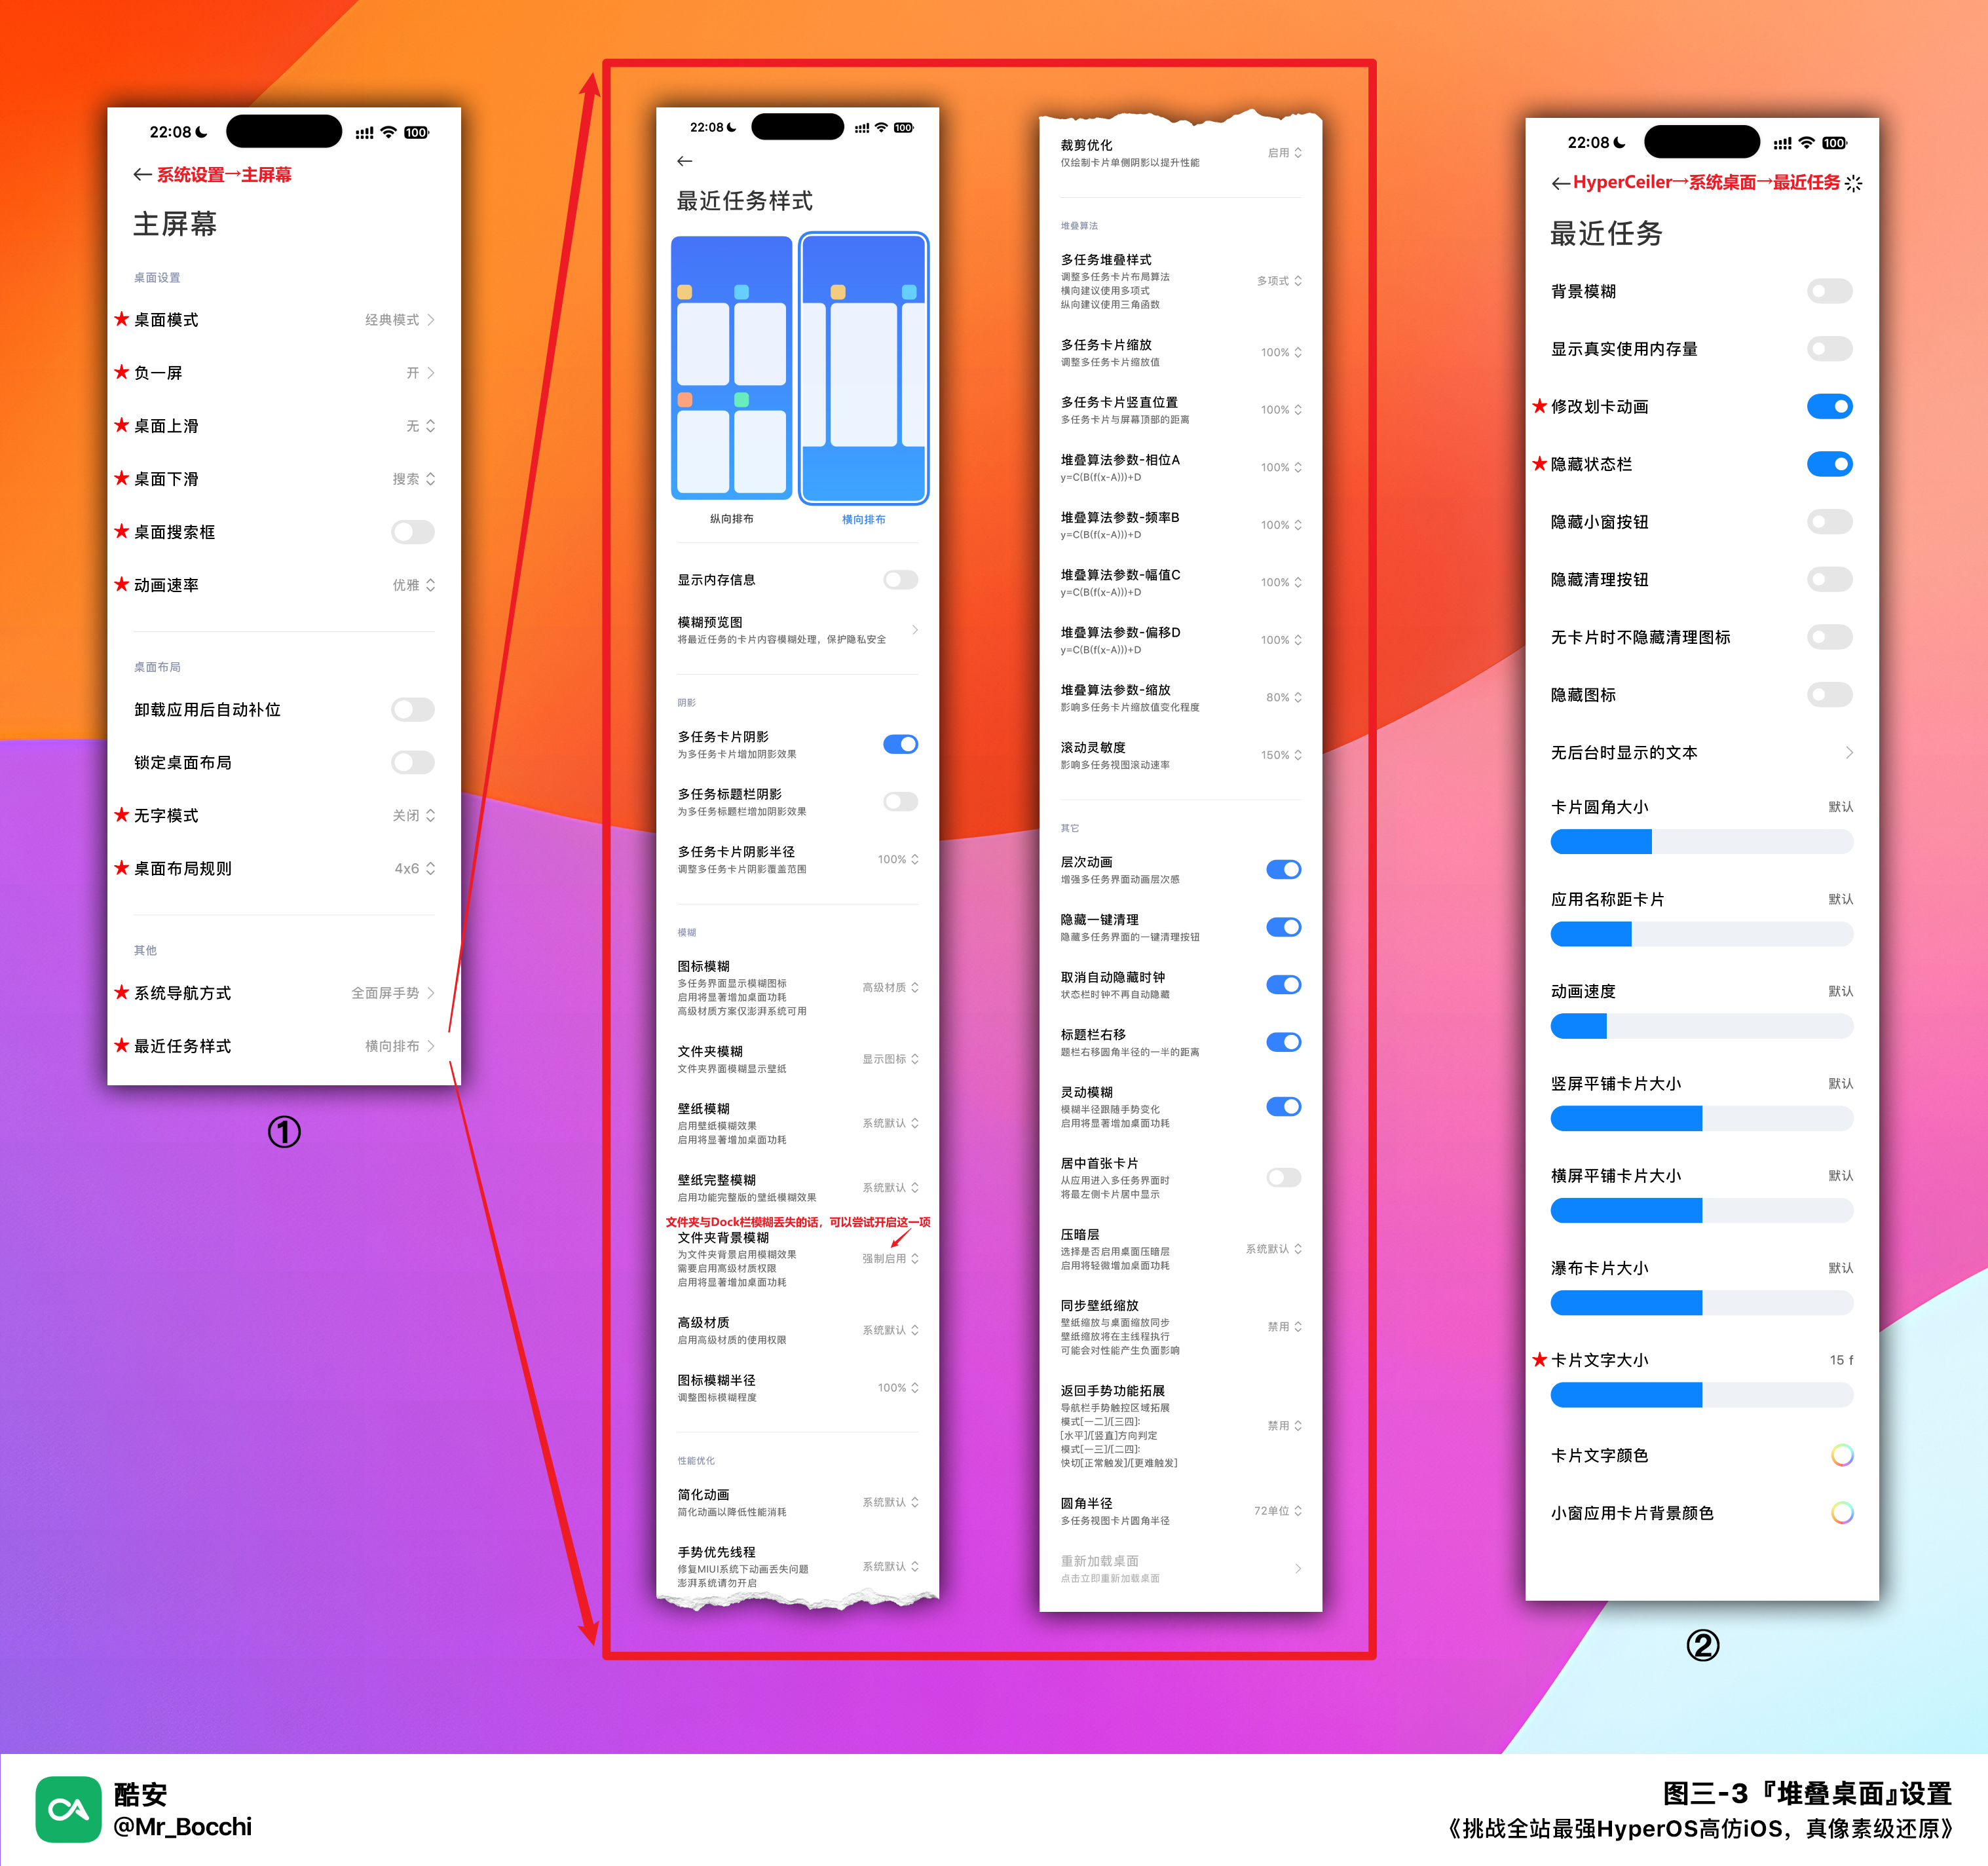 22:08
100
系统设置→主屏幕
主屏幕
桌面设置
桌面模式 经典模式
负一屏 开
桌面上滑 无
桌面下滑 搜索
桌面搜索框
动画速率 优雅
桌面布局
卸载应用后自动补位
锁定桌面布局
无字模式 关闭
桌面布局规则 4x6
其他
系统导航方式 全面屏手势
最近任务样式 横向排布
①
22:08
100
最近任务样式
纵向排布 横向排布
显示内存信息
模糊预览图
将最近任务的卡片内容模糊处理，保护隐私安全
阴影
多任务卡片阴影
为多任务卡片增加阴影效果
多任务标题栏阴影
为多任务标题栏增加阴影效果
多任务卡片阴影半径 100%
调整多任务卡片阴影覆盖范围
模糊
图标模糊
多任务界面显示模糊图标
启用将显著增加桌面功耗 高级材质
高级材质方案仅澎湃系统可用
文件夹模糊 显示图标
文件夹界面模糊显示壁纸
壁纸模糊
启用壁纸模糊效果 系统默认
启用将显著增加桌面功耗
壁纸完整模糊 系统默认
启用功能完整版的壁纸模糊效果
文件夹与Dock栏模糊丢失的话，可以尝试开启这一项
文件夹背景模糊
为文件夹背景启用模糊效果 强制启用
需要启用高级材质权限
启用将显著增加桌面功耗
高级材质 系统默认
启用高级材质的使用权限
图标模糊半径 100%
调整图标模糊程度
性能优化
简化动画 系统默认
简化动画以降低性能消耗
手势优先线程
修复MIUI系统下动画丢失问题 系统默认
澎湃系统请勿开启
裁剪优化 启用
仅绘制卡片单侧阴影以提升性能
堆叠算法
多任务堆叠样式
调整多任务卡片布局算法 多项式
横向建议使用多项式
纵向建议使用三角函数
多任务卡片缩放 100%
调整多任务卡片缩放值
多任务卡片竖直位置 100%
多任务卡片与屏幕顶部的距离
堆叠算法参数-相位A 100%
y=C(B(f(x-A)))+D
堆叠算法参数-频率B 100%
y=C(B(f(x-A)))+D
堆叠算法参数-幅值C 100%
y=C(B(f(x-A)))+D
堆叠算法参数-偏移D 100%
y=C(B(f(x-A)))+D
堆叠算法参数-缩放 80%
影响多任务卡片缩放值变化程度
滚动灵敏度 150%
影响多任务视图滚动速率
其它
层次动画
增强多任务界面动画层次感
隐藏一键清理
隐藏多任务界面的一键清理按钮
取消自动隐藏时钟
状态栏时钟不再自动隐藏
标题栏右移
题栏右移圆角半径的一半的距离
灵动模糊
模糊半径跟随手势变化
启用将显著增加桌面功耗
居中首张卡片
从应用进入多任务界面时
将最左侧卡片居中显示
压暗层
选择是否启用桌面压暗层 系统默认
启用将轻微增加桌面功耗
同步壁纸缩放
壁纸缩放与桌面缩放同步 禁用
壁纸缩放将在主线程执行
可能会对性能产生负面影响
返回手势功能拓展
导航栏手势触控区域拓展
模式[一二]/[三四]: 禁用
[水平]/[竖直]方向判定
模式[一三]/[二四]:
快切[正常触发]/[更难触发]
圆角半径 72单位
多任务视图卡片圆角半径
重新加载桌面
点击立即重新加载桌面
22:08
100
HyperCeiler→系统桌面→最近任务
最近任务
背景模糊
显示真实使用内存量
修改划卡动画
隐藏状态栏
隐藏小窗按钮
隐藏清理按钮
无卡片时不隐藏清理图标
隐藏图标
无后台时显示的文本
卡片圆角大小 默认
应用名称距卡片 默认
动画速度 默认
竖屏平铺卡片大小 默认
横屏平铺卡片大小 默认
瀑布卡片大小 默认
卡片文字大小 15 f
卡片文字颜色
小窗应用卡片背景颜色
②
酷安
@Mr_Bocchi
图三-3『堆叠桌面』设置
《挑战全站最强HyperOS高仿iOS，真像素级还原》